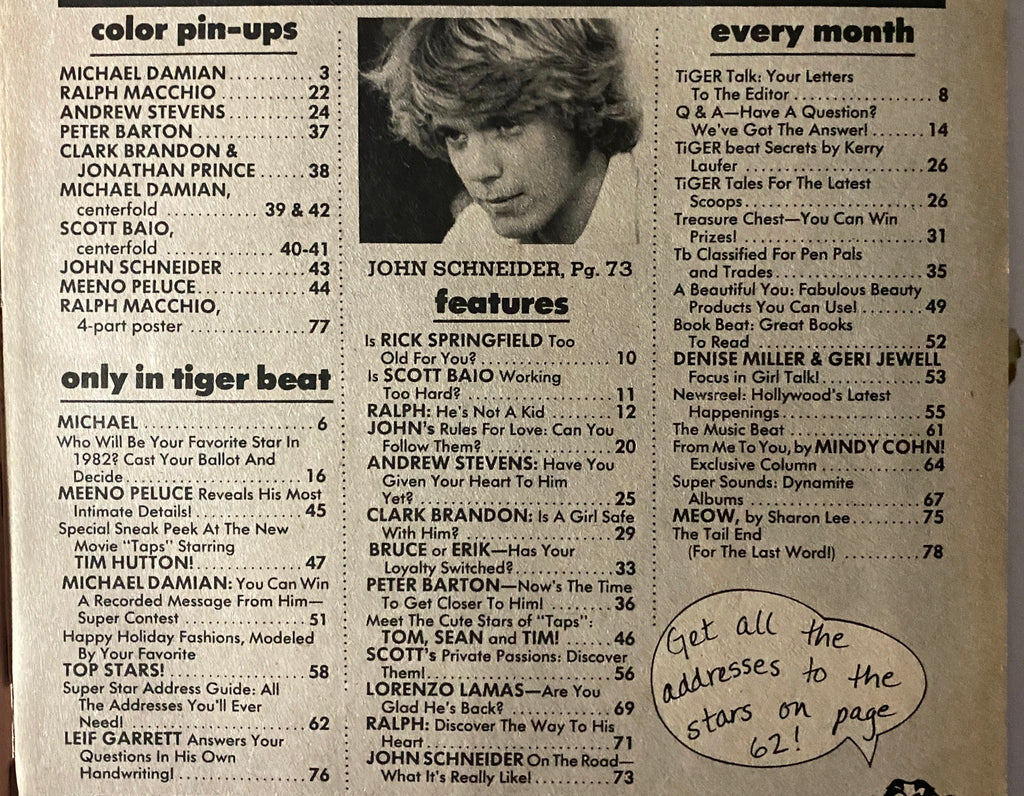 color pin-ups
MICHAEL DAMIAN............3
RALPH MACCHIO............22
ANDREW STEVENS............24
PETER BARTON............37
CLARK BRANDON &
JONATHAN PRINCE........38
MICHAEL DAMIAN,
centerfold ............39 & 42
SCOTT BAIO,
centerfold ............40-41
JOHN SCHNEIDER ............43
MEENO PELUCE............44
RALPH MACCHIO,
4-part poster ............77
only in tiger beat
MICHAEL ............6
Who Will Be Your Favorite Star In
1982? Cast Your Ballot And
Decide ............16
MEENO PELUCE Reveals His Most
Intimate Details!............45
Special Sneak Peek At The New
Movie "Taps" Starring
TIM HUTTON!............47
MICHAEL DAMIAN: You Can Win
A Recorded Message From Him—
Super Contest ............51
Happy Holiday Fashions, Modeled
By Your Favorite
TOP STARS!............58
Super Star Address Guide: All
The Addresses You'll Ever
Need! ............62
LEIF GARRETT Answers Your
Questions In His Own
Handwriting!............76
JOHN SCHNEIDER, Pg. 73
features
Is RICK SPRINGFIELD Too
Old For You?............10
Is SCOTT BAIO Working
Too Hard? ............11
RALPH: He's Not A Kid ........12
JOHN's Rules For Love: Can You
Follow Them?............20
ANDREW STEVENS: Have You
Given Your Heart To Him
Yet?............25
CLARK BRANDON: Is A Girl Safe
With Him?............29
BRUCE or ERIK—Has Your
Loyalty Switched?............33
PETER BARTON—Now's The Time
To Get Closer To Him! ........36
Meet The Cute Stars of "Taps":
TOM, SEAN and TIM! ........46
SCOTT's Private Passions: Discover
Them!............56
LORENZO LAMAS—Are You
Glad He's Back?............69
RALPH: Discover The Way To His
Heart ............71
JOHN SCHNEIDER On The Road—
What It's Really Like!........73
every month
TiGER Talk: Your Letters
To The Editor ............8
Q & A—Have A Question?
We've Got The Answer! ........14
TiGER beat Secrets by Kerry
Laufer ............26
TiGER Tales For The Latest
Scoops............26
Treasure Chest—You Can Win
Prizes! ............31
Tb Classified For Pen Pals
and Trades............35
A Beautiful You: Fabulous Beauty
Products You Can Use! ........49
Book Beat: Great Books
To Read ............52
DENISE MILLER & GERI JEWELL
Focus in Girl Talk!............53
Newsreel: Hollywood's Latest
Happenings............55
The Music Beat ............61
From Me To You, by MINDY COHN!
Exclusive Column ............64
Super Sounds: Dynamite
Albums ............67
MEOW, by Sharon Lee........75
The Tail End
(For The Last Word!) ........78
Get all the
addresses to the
stars on page
62!